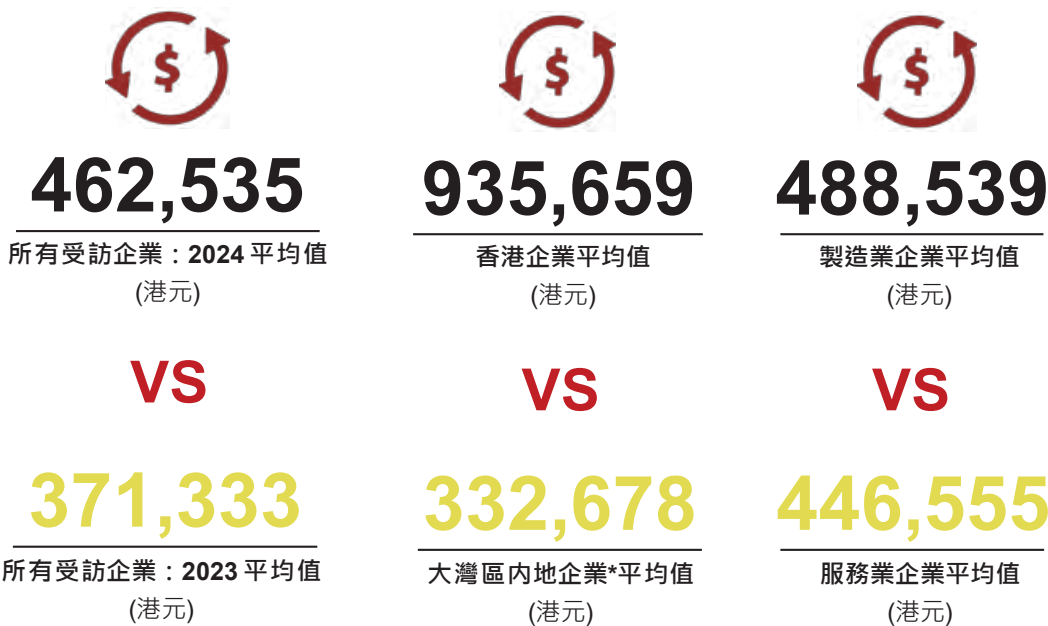 $
462,535
所有受訪企業：2024 平均值
(港元)
VS
371,333
所有受訪企業：2023 平均值
(港元)
$
935,659
香港企業平均值
(港元)
VS
332,678
大灣區内地企業*平均值
(港元)
$
488,539
製造業企業平均值
(港元)
VS
446,555
服務業企業平均值
(港元)